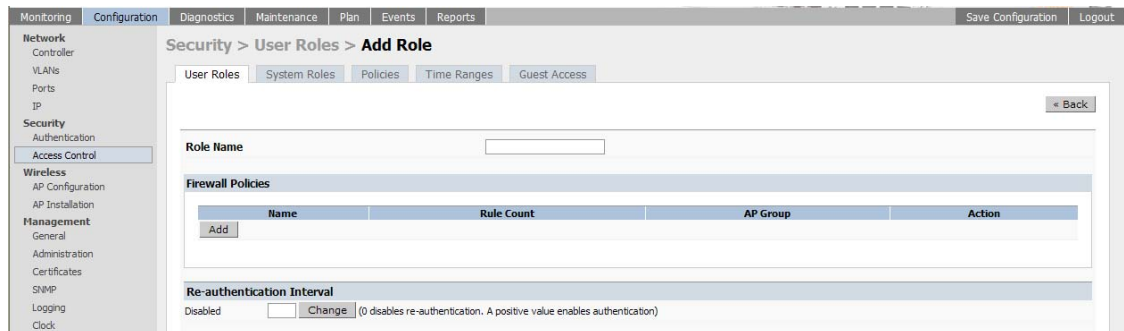 Monitoring Configuration Diagnostics Maintenance Plan Events Reports Save Configuration Logout
Network
Controller
VLANs
Ports
IP
Security
Authentication
Access Control
Wireless
AP Configuration
AP Installation
Management
General
Administration
Certificates
SNMP
Logging
Clock
Security > User Roles > Add Role
User Roles System Roles Policies Time Ranges Guest Access
« Back
Role Name
Firewall Policies
Name Rule Count AP Group Action
Add
Re-authentication Interval
Disabled Change (0 disables re-authentication. A positive value enables authentication)